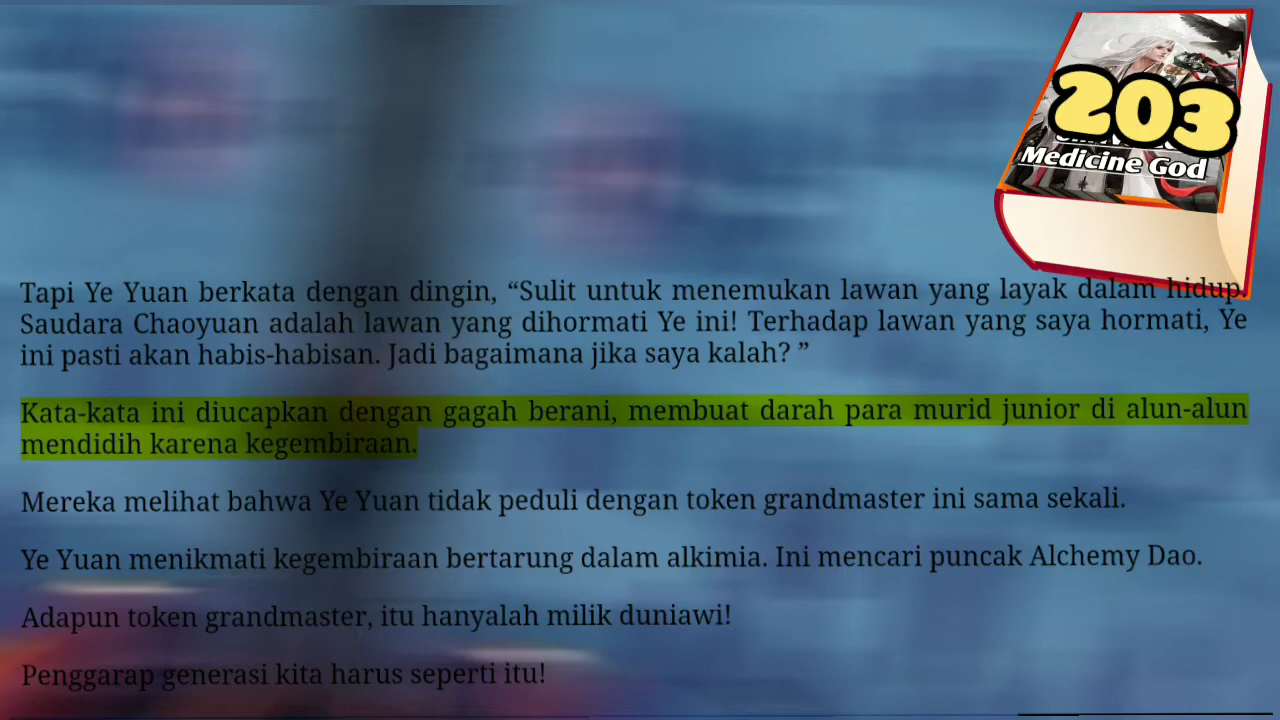 203
Medicine God
Tapi Ye Yuan berkata dengan dingin, “Sulit untuk menemukan lawan yang layak dalam hidup.
Saudara Chaoyuan adalah lawan yang dihormati Ye ini! Terhadap lawan yang saya hormati, Ye
ini pasti akan habis-habisan. Jadi bagaimana jika saya kalah? ”
Kata-kata ini diucapkan dengan gagah berani, membuat darah para murid junior di alun-alun
mendidih karena kegembiraan.
Mereka melihat bahwa Ye Yuan tidak peduli dengan token grandmaster ini sama sekali.
Ye Yuan menikmati kegembiraan bertarung dalam alkimia. Ini mencari puncak Alchemy Dao.
Adapun token grandmaster, itu hanyalah milik duniawi!
Penggarap generasi kita harus seperti itu!